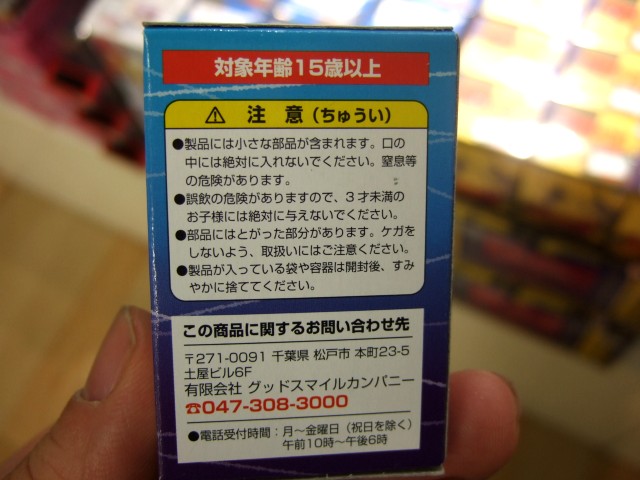 対象年齢15歳以上
⚠ 注 意(ちゅうい)
●製品には小さな部品が含まれます。口の
中には絶対に入れないでください。窒息等
の危険があります。
●誤飲の危険がありますので、3才未満の
お子様には絶対に与えないでください。
●部品にはとがった部分があります。ケガを
しないよう、取扱いにはご注意ください。
●製品が入っている袋や容器は開封後、すみ
やかに捨ててください。
この商品に関するお問い合わせ先
〒271-0091 千葉県 松戸市 本町23-5
土屋ビル6F
有限会社 グッドスマイルカンパニー
☎047-308-3000
●電話受付時間:月～金曜日(祝日を除く)
午前10時～午後6時